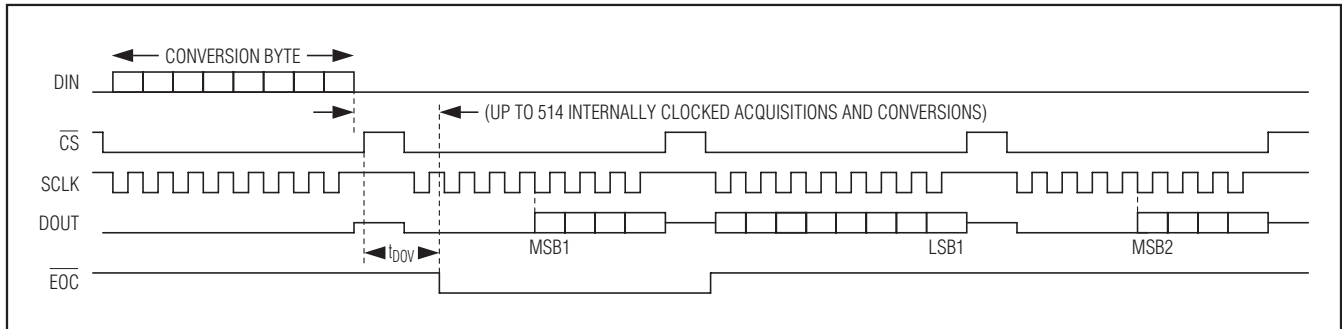 CONVERSION BYTE
DIN
(UP TO 514 INTERNALLY CLOCKED ACQUISITIONS AND CONVERSIONS)
CS
SCLK
DOUT
MSB1
LSB1
MSB2
tDOV
EOC